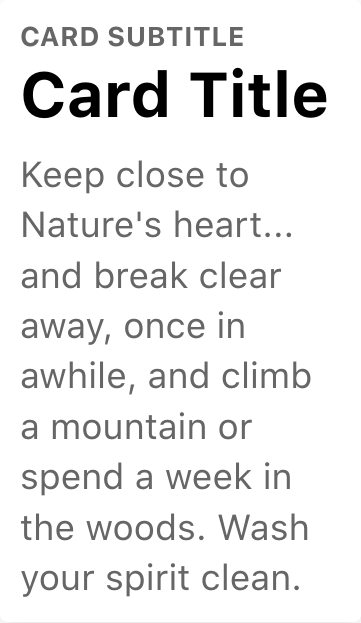 CARD SUBTITLE
Card Title
Keep close to
Nature's heart...
and break clear
away, once in
awhile, and climb
a mountain or
spend a week in
the woods. Wash
your spirit clean.